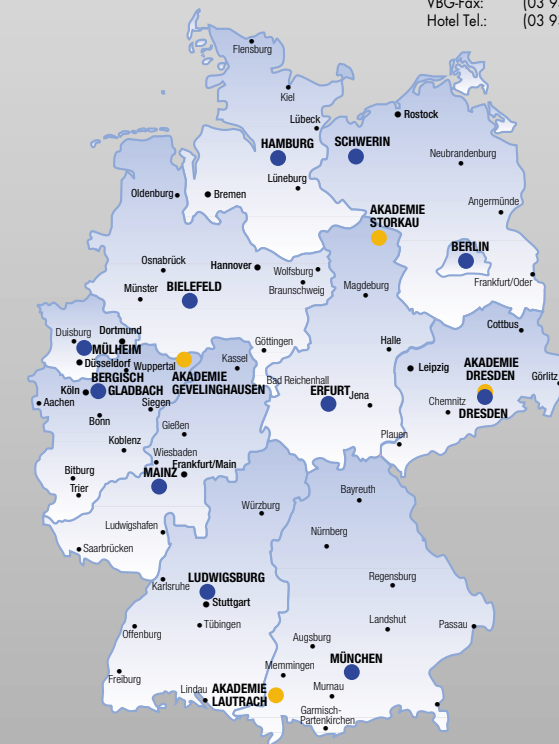 VBG-Fax: (03 9
Hotel Tel.: (03 9
Flensburg
Kiel
Lübeck
Rostock
HAMBURG
SCHWERIN
Neubrandenburg
Lüneburg
Oldenburg
Bremen
Angermünde
AKADEMIE
STORKAU
BERLIN
Osnabrück
Hannover
Wolfsburg
Frankfurt/Oder
Münster
BIELEFELD
Braunschweig
Magdeburg
Duisburg
Dortmund
Cottbus
MÜLHEIM
Göttingen
Halle
Düsseldorf
Wuppertal
Kassel
Leipzig
AKADEMIE
DRESDEN
Görlitz
BERGISCH
GLADBACH
AKADEMIE
GEVELINGHAUSEN
Bad Reichenhall
ERFURT
Jena
Köln
Siegen
Chemnitz
DRESDEN
Aachen
Bonn
Gießen
Plauen
Koblenz
Wiesbaden
Frankfurt/Main
Bitburg
MAINZ
Trier
Bayreuth
Würzburg
Ludwigshafen
Nürnberg
Saarbrücken
LUDWIGSBURG
Regensburg
Karlsruhe
Stuttgart
Tübingen
Landshut
Passau
Offenburg
Augsburg
MÜNCHEN
Memmingen
Freiburg
Lindau
AKADEMIE
LAUTRACH
Murnau
Garmisch-
Partenkirchen